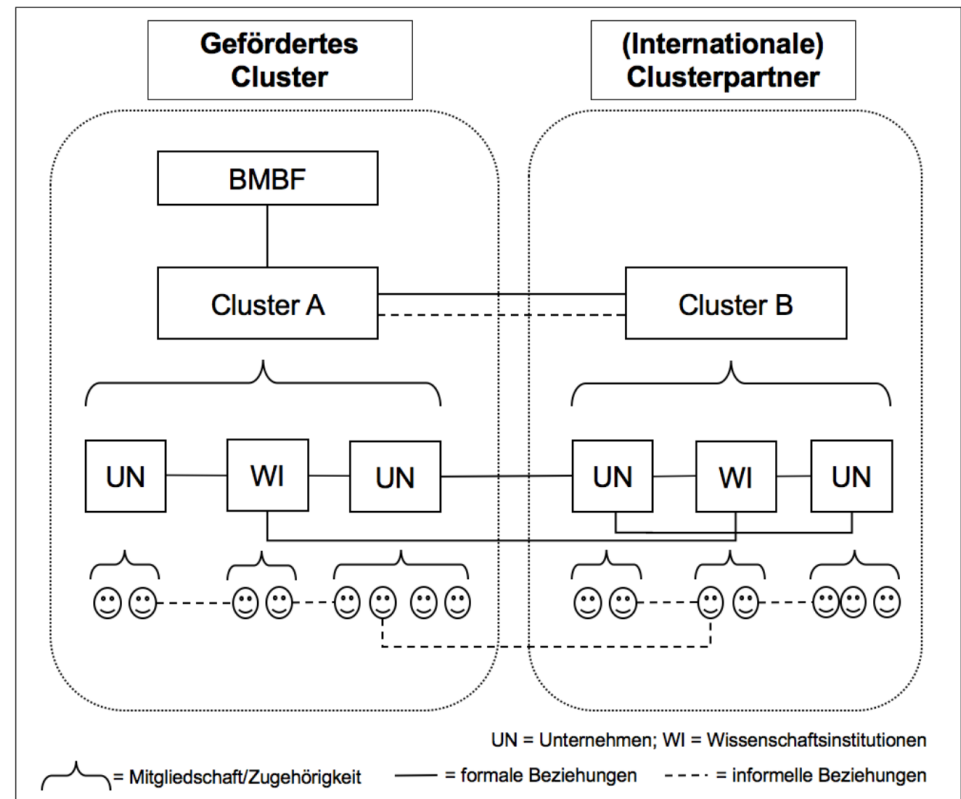 Gefördertes
Cluster
(Internationale)
Clusterpartner
BMBF
Cluster A
Cluster B
UN
WI
UN
UN
WI
UN
UN = Unternehmen; WI = Wissenschaftsinstitutionen
= Mitgliedschaft/Zugehörigkeit
= formale Beziehungen
= informelle Beziehungen